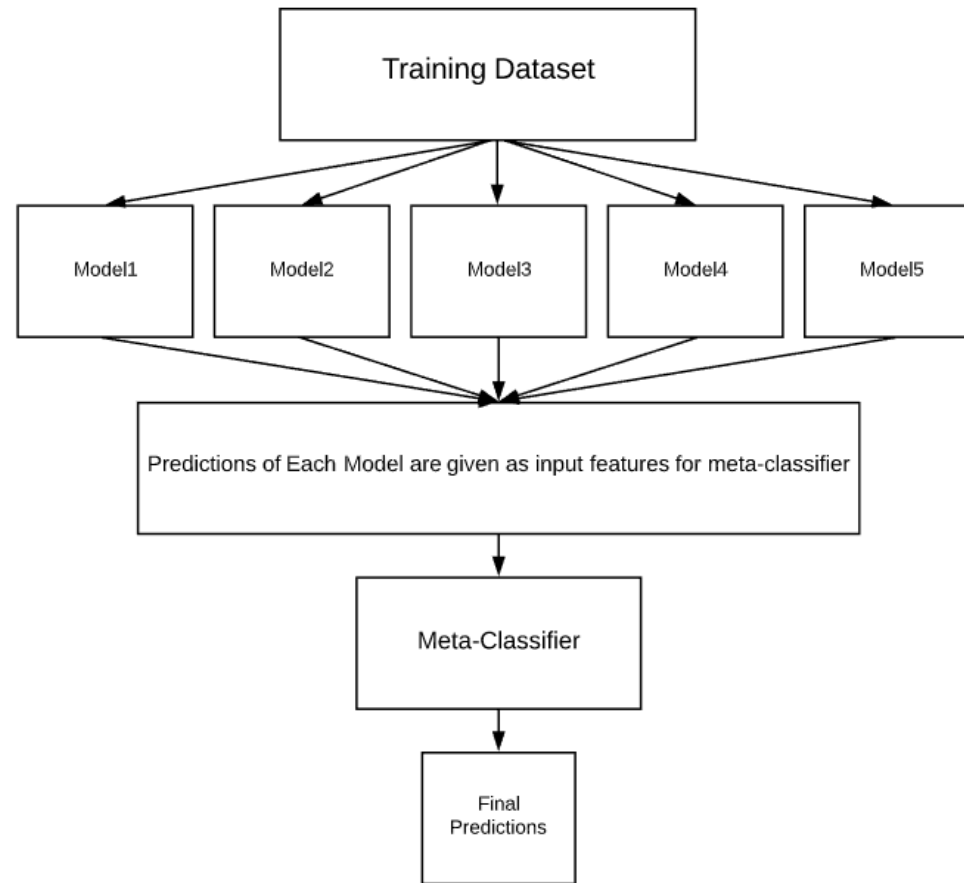 Training Dataset
Model1
Model2
Model3
Model4
Model5
Predictions of Each Model are given as input features for meta-classifier
Meta-Classifier
Final
Predictions